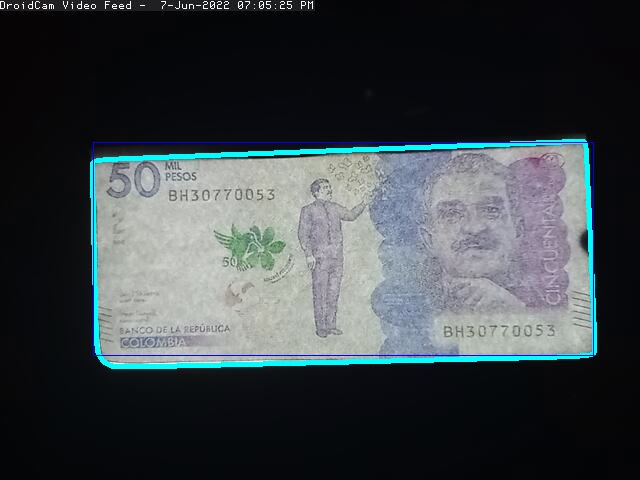 DroidCam Video Feed -  7-Jun-2022 07:05:25 PM
50 MIL
PESOS
BH30770053
50
CINCUENTA
BH30770053
BANCO DE LA REPÚBLICA
COLOMBIA